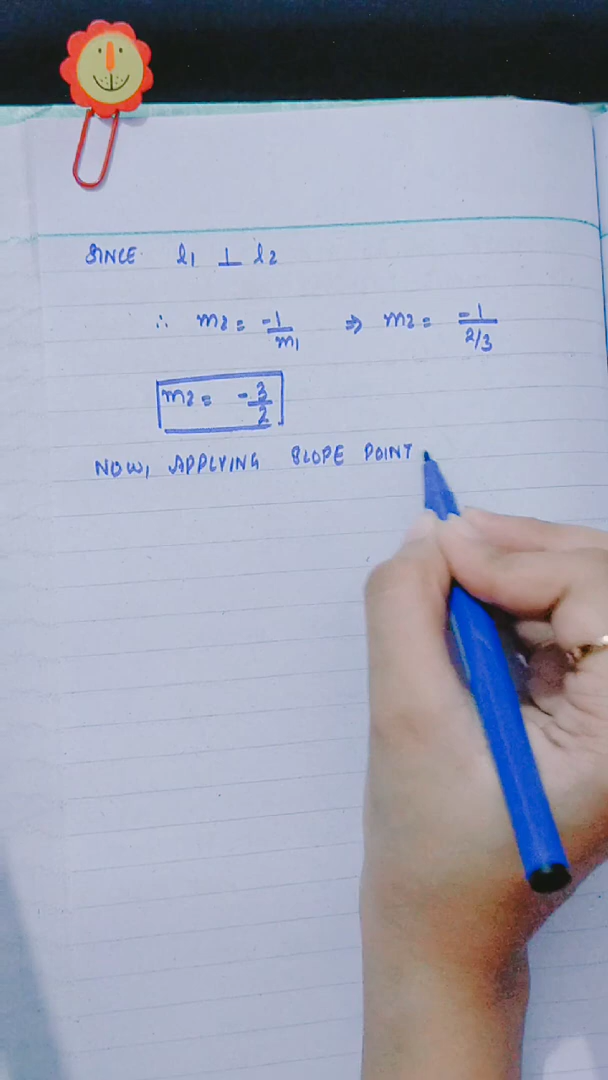 SINCE l1 ⊥ l2
∴ m2 = -1/m1 ⇒ m2 = -1/2/3
m2 = -3/2
NOW, APPLYING SLOPE POINT